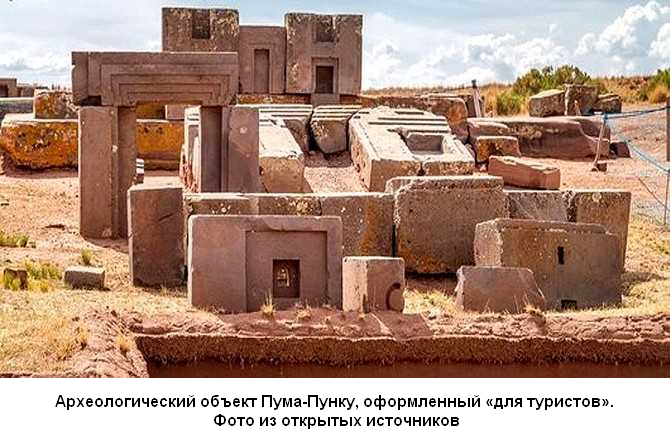 Археологический объект Пума-Пунку, оформленный «для туристов».
Фото из открытых источников